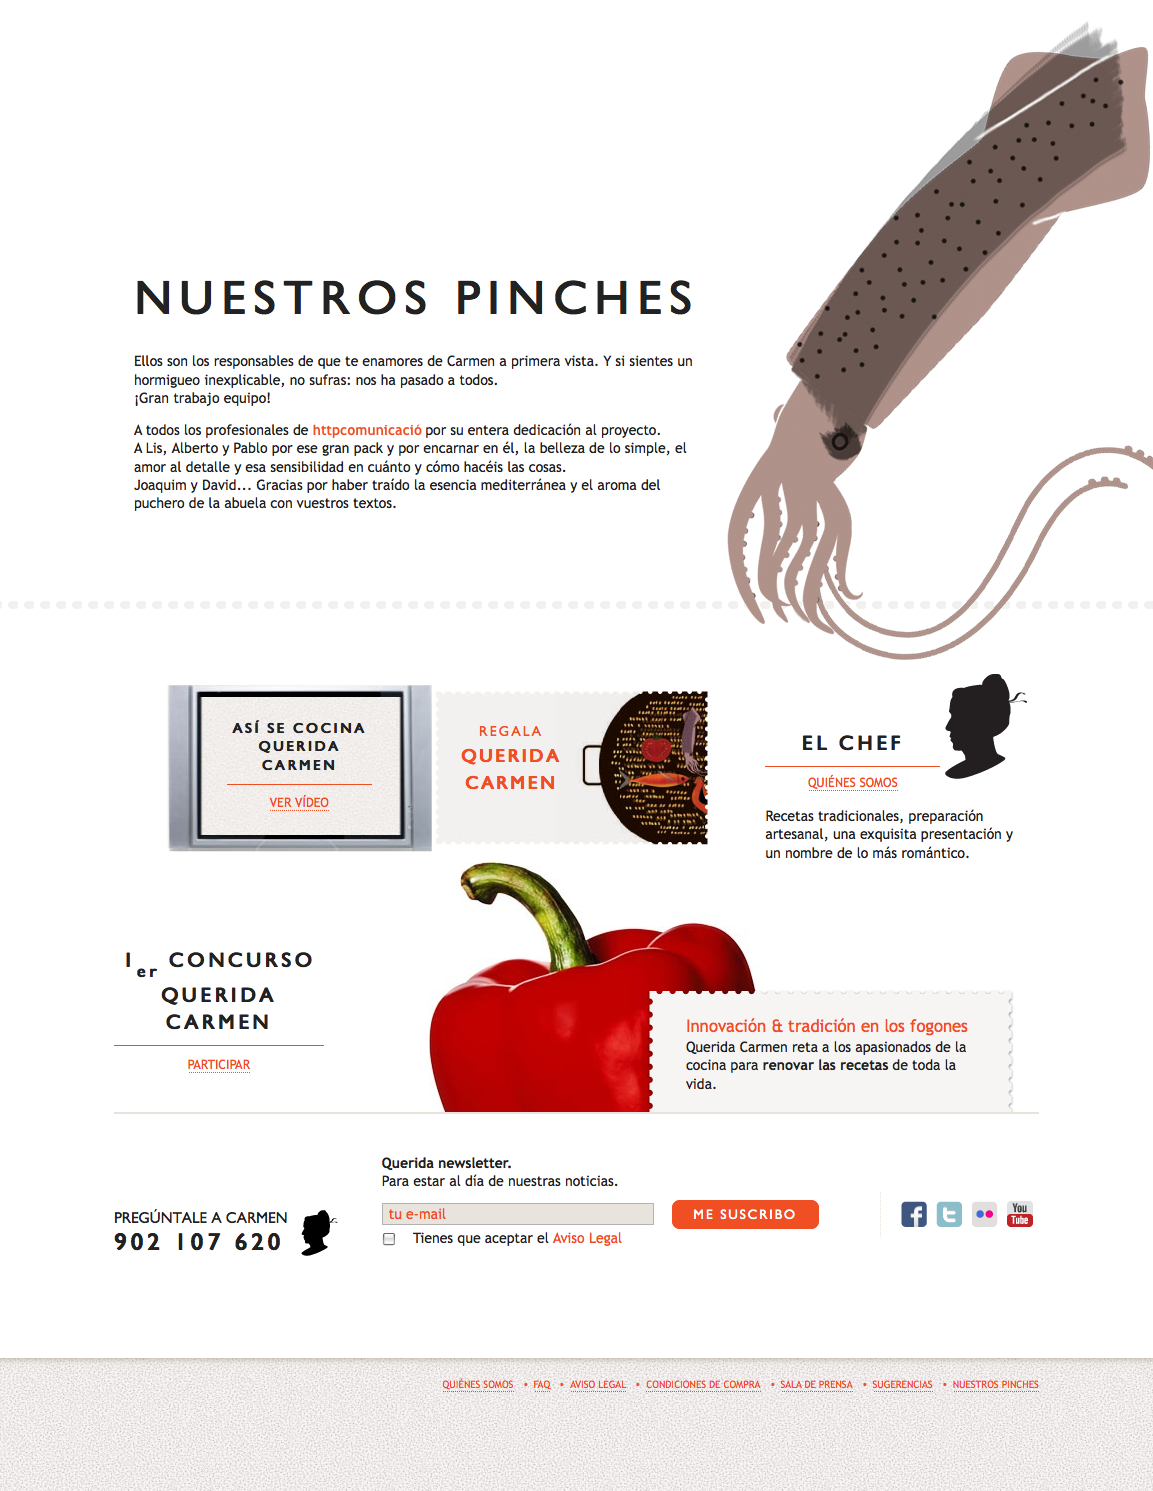 NUESTROS PINCHES
Ellos son los responsables de que te enamores de Carmen a primera vista. Y si sientes un
hormigueo inexplicable, no sufras: nos ha pasado a todos.
¡Gran trabajo equipo!
A todos los profesionales de httpcomunicació por su entera dedicación al proyecto.
A Lis, Alberto y Pablo por ese gran pack y por encarnar en él, la belleza de lo simple, el
amor al detalle y esa sensibilidad en cuánto y cómo hacéis las cosas.
Joaquim y David... Gracias por haber traído la esencia mediterránea y el aroma del
puchero de la abuela con vuestros textos.
ASÍ SE COCINA
QUERIDA
CARMEN
VER VÍDEO
REGALA
QUERIDA
CARMEN
EL CHEF
QUIÉNES SOMOS
Recetas tradicionales, preparación
artesanal, una exquisita presentación y
un nombre de lo más romántico.
1er CONCURSO
QUERIDA
CARMEN
PARTICIPAR
Innovación & tradición en los fogones
Querida Carmen reta a los apasionados de la
cocina para renovar las recetas de toda la
vida.
PREGÚNTALE A CARMEN
902 107 620
Querida newsletter.
Para estar al día de nuestras noticias.
tu e-mail
ME SUSCRIBO
Tienes que aceptar el Aviso Legal
You
Tube
QUIÉNES SOMOS • FAQ • AVISO LEGAL • CONDICIONES DE COMPRA • SALA DE PRENSA • SUGERENCIAS • NUESTROS PINCHES